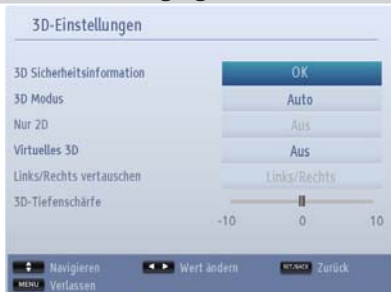 3D-Einstellungen
3D Sicherheitsinformation OK
3D Modus Auto
Nur 2D Aus
Virtuelles 3D Aus
Links/Rechts vertauschen Links/Rechts
3D-Tiefenschärfe
-10 0 10
Navigieren Wert ändern RET./BACK Zurück
MENU Verlassen